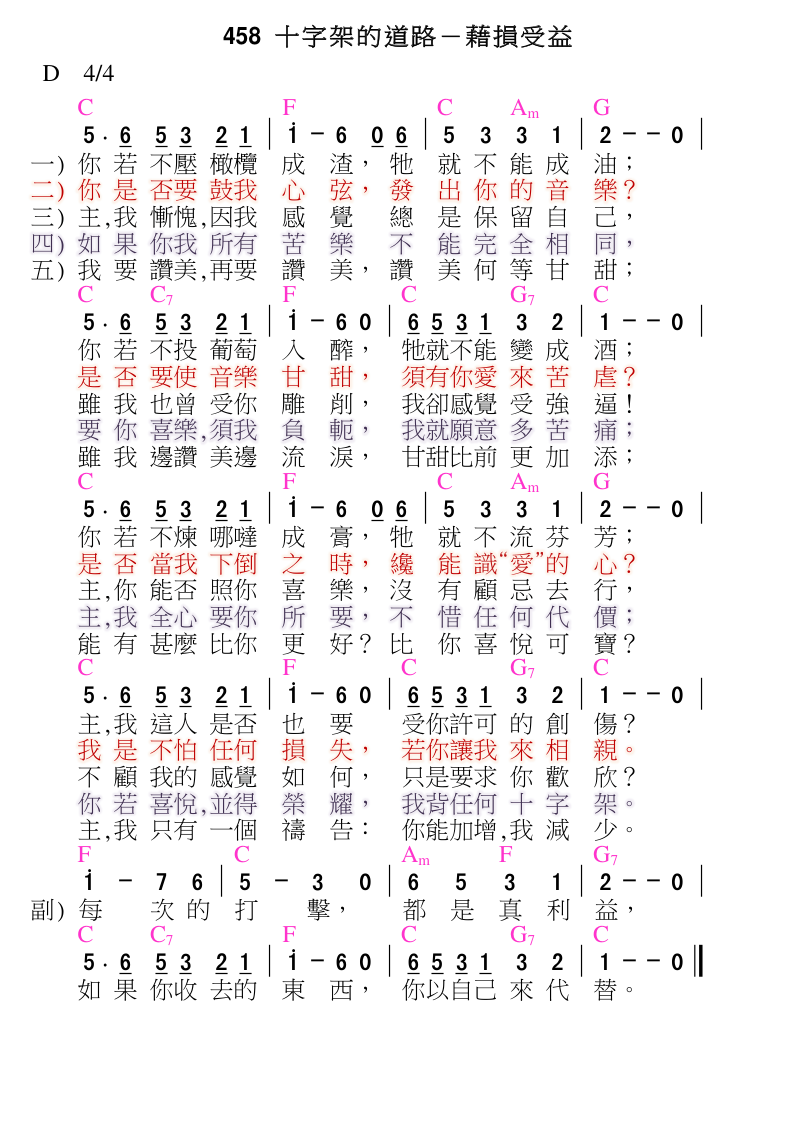 458 十字架的道路－藉損受益
D 4/4
C F C Am G
5 · 6 5 3 2 1 | i － 6 0 6 | 5 3 3 1 | 2 － － 0 |
一) 你若不壓橄欖成渣，牠就不能成油；
二) 你是否要鼓我心弦，發出你的音樂？
三) 主,我慚愧,因我感覺總是保留自己，
四) 如果你我所有苦樂不能完全相同，
五) 我要讚美,再要讚美，讚美何等甘甜；
C C7 F C G7 C
5 · 6 5 3 2 1 | i － 6 0 | 6 5 3 1 3 2 | 1 － － 0 |
你若不投葡萄入醡，牠就不能變成酒；
是否要使音樂甘甜，須有你愛來苦虐？
雖我也曾受你雕削，我卻感覺受強逼！
要你喜樂,須我負軛，我就願意多苦痛；
雖我邊讚美邊流淚，甘甜比前更加添；
C F C Am G
5 · 6 5 3 2 1 | i － 6 0 6 | 5 3 3 1 | 2 － － 0 |
你若不煉哪噠成膏，牠就不流芬芳；
是否當我下倒之時，纔能識“愛”的心？
主,你能否照你喜樂，沒有顧忌去行，
主,我全心要你所要，不惜任何代價；
能有甚麼比你更好？比你喜悅可寶？
C F C G7 C
5 · 6 5 3 2 1 | i － 6 0 | 6 5 3 1 3 2 | 1 － － 0 |
主,我這人是否也要受你許可的創傷？
我是不怕任何損失，若你讓我來相親。
不顧我的感覺如何，只是要求你歡欣？
你若喜悅,並得榮耀，我背任何十字架。
主,我只有一個禱告：你能加增,我減少。
F C Am F G7
i － 7 6 | 5 － 3 0 | 6 5 3 1 | 2 － － 0 |
副) 每次的打擊，都是真利益，
C C7 F C G7 C
5 · 6 5 3 2 1 | i － 6 0 | 6 5 3 1 3 2 | 1 － － 0 ‖
如果你收去的東西，你以自己來代替。